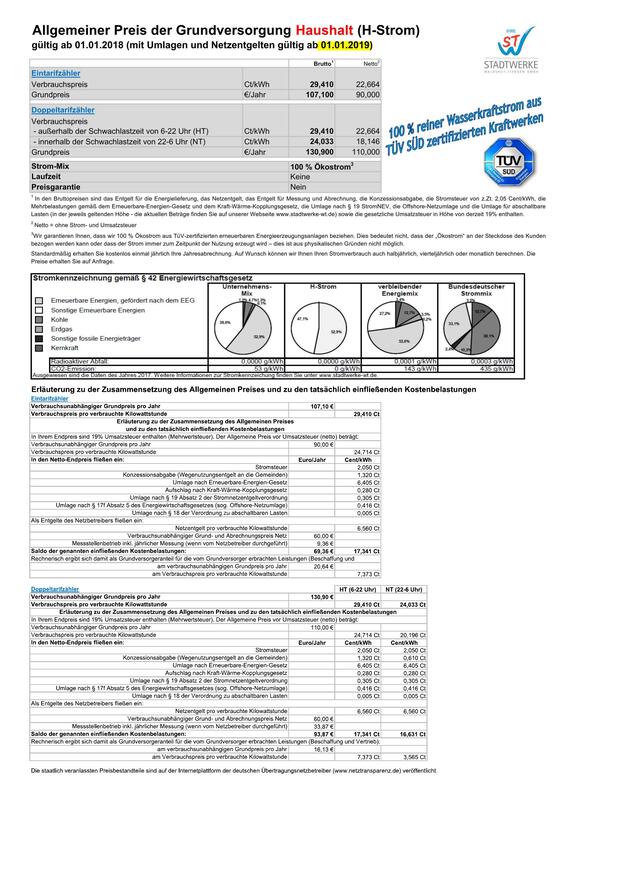 Allgemeiner Preis der Grundversorgung Haushalt (H-Strom)
gültig ab 01.01.2018 (mit Umlagen und Netzentgelten gültig ab 01.01.2019)
STADTWERKE
Brutto¹ Netto²
Eintarifzähler
Verbrauchspreis Ct/kWh 29,410 22,664
Grundpreis €/Jahr 107,100 90,000
Doppeltarifzähler
Verbrauchspreis
- außerhalb der Schwachlastzeit von 6-22 Uhr (HT) Ct/kWh 29,410 22,664
- innerhalb der Schwachlastzeit von 22-6 Uhr (NT) Ct/kWh 24,033 18,146
Grundpreis €/Jahr 130,900 110,000
100 % reiner Wasserkraftstrom aus
TÜV SÜD zertifizierten Kraftwerken
TÜV
SÜD
Strom-Mix 100 % Ökostrom³
Laufzeit Keine
Preisgarantie Nein
¹ In den Bruttopreisen sind das Entgelt für die Energielieferung, das Netzentgelt, das Entgelt für Messung und Abrechnung, die Konzessionsabgabe, die Stromsteuer von z.Zt. 2,05 Cent/kWh, die
Mehrbelastungen gemäß dem Erneuerbare-Energien-Gesetz und dem Kraft-Wärme-Kopplungsgesetz, die Umlage nach § 19 StromNEV, die Offshore-Netzumlage und die Umlage für abschaltbare
Lasten (in der jeweils geltenden Höhe - die aktuellen Beträge finden Sie auf unserer Webseite www.stadtwerke-wt.de) sowie die gesetzliche Umsatzsteuer in Höhe von derzeit 19% enthalten.
² Netto = ohne Strom- und Umsatzsteuer
³Wir garantieren Ihnen, dass wir 100 % Ökostrom aus TÜV-zertifizierten erneuerbaren Energieerzeugungsanlagen beziehen. Dies bedeutet nicht, dass der „Ökostrom“ an der Steckdose des Kunden
bezogen werden kann oder dass der Strom immer zum Zeitpunkt der Nutzung erzeugt wird – dies ist aus physikalischen Gründen nicht möglich.
Standardmäßig erhalten Sie kostenlos einmal jährlich Ihre Jahresabrechnung. Auf Wunsch können wir Ihnen Ihren Stromverbrauch auch halbjährlich, vierteljährlich oder monatlich berechnen. Die
Preise erhalten Sie auf Anfrage.
Stromkennzeichnung gemäß § 42 Energiewirtschaftsgesetz
Unternehmens-Mix H-Strom verbleibender Energiemix Bundesdeutscher Strommix
Erneuerbare Energien, gefördert nach dem EEG
Sonstige Erneuerbare Energien
Kohle
Erdgas
Sonstige fossile Energieträger
Kernkraft
47,1% 52,9%
27,2% 53,6%
33,1%
Radioaktiver Abfall: 0,0000 g/kWh 0,0000 g/kWh 0,0001 g/kWh 0,0003 g/kWh
CO2-Emission: 53 g/kWh 0 g/kWh 143 g/kWh 435 g/kWh
Ausgewiesen sind die Daten des Jahres 2017. Weitere Informationen zur Stromkennzeichnung finden Sie unter www.stadtwerke-wt.de.
Erläuterung zu der Zusammensetzung des Allgemeinen Preises und zu den tatsächlich einfließenden Kostenbelastungen
Eintarifzähler
Verbrauchsunabhängiger Grundpreis pro Jahr 107,10 €
Verbrauchspreis pro verbrauchte Kilowattstunde 29,410 Ct
Erläuterung zu der Zusammensetzung des Allgemeinen Preises
und zu den tatsächlich einfließenden Kostenbelastungen
In Ihrem Endpreis sind 19% Umsatzsteuer enthalten (Mehrwertsteuer). Der Allgemeine Preis vor Umsatzsteuer (netto) beträgt:
Verbrauchsunabhängiger Grundpreis pro Jahr 90,00 €
Verbrauchspreis pro verbrauchte Kilowattstunde 24,714 Ct
In den Netto-Endpreis fließen ein: Euro/Jahr Cent/kWh
Stromsteuer 2,050 Ct
Konzessionsabgabe (Wegenutzungsentgelt an die Gemeinden) 1,320 Ct
Umlage nach Erneuerbare-Energien-Gesetz 6,405 Ct
Aufschlag nach Kraft-Wärme-Kopplungsgesetz 0,280 Ct
Umlage nach § 19 Absatz 2 der Stromnetzentgeltverordnung 0,305 Ct
Umlage nach § 17f Absatz 5 des Energiewirtschaftsgesetzes (sog. Offshore-Netzumlage) 0,416 Ct
Umlage nach § 18 der Verordnung zu abschaltbaren Lasten 0,005 Ct
Als Entgelte des Netzbetreibers fließen ein:
Netzentgelt pro verbrauchte Kilowattstunde 6,560 Ct
Verbrauchsunabhängiger Grund- und Abrechnungspreis Netz 60,00 €
Messstellenbetrieb inkl. jährlicher Messung (wenn vom Netzbetreiber durchgeführt) 9,36 €
Saldo der genannten einfließenden Kostenbelastungen: 69,36 € 17,341 Ct
Rechnerisch ergibt sich damit als Grundversorgeranteil für die vom Grundversorger erbrachten Leistungen (Beschaffung und
am verbrauchsunabhängigen Grundpreis pro Jahr 20,64 €
am Verbrauchspreis pro verbrauchte Kilowattstunde 7,373 Ct
Doppeltarifzähler HT (6-22 Uhr) NT (22-6 Uhr)
Verbrauchsunabhängiger Grundpreis pro Jahr 130,90 €
Verbrauchspreis pro verbrauchte Kilowattstunde 29,410 Ct 24,033 Ct
Erläuterung zu der Zusammensetzung des Allgemeinen Preises und zu den tatsächlich einfließenden Kostenbelastungen
In Ihrem Endpreis sind 19% Umsatzsteuer enthalten (Mehrwertsteuer). Der Allgemeine Preis vor Umsatzsteuer (netto) beträgt:
Verbrauchsunabhängiger Grundpreis pro Jahr 110,00 €
Verbrauchspreis pro verbrauchte Kilowattstunde 24,714 Ct 20,196 Ct
In den Netto-Endpreis fließen ein: Euro/Jahr Cent/kWh Cent/kWh
Stromsteuer 2,050 Ct 2,050 Ct
Konzessionsabgabe (Wegenutzungsentgelt an die Gemeinden) 1,320 Ct 0,610 Ct
Umlage nach Erneuerbare-Energien-Gesetz 6,405 Ct 6,405 Ct
Aufschlag nach Kraft-Wärme-Kopplungsgesetz 0,280 Ct 0,280 Ct
Umlage nach § 19 Absatz 2 der Stromnetzentgeltverordnung 0,305 Ct 0,305 Ct
Umlage nach § 17f Absatz 5 des Energiewirtschaftsgesetzes (sog. Offshore-Netzumlage) 0,416 Ct 0,416 Ct
Umlage nach § 18 der Verordnung zu abschaltbaren Lasten 0,005 Ct 0,005 Ct
Als Entgelte des Netzbetreibers fließen ein:
Netzentgelt pro verbrauchte Kilowattstunde 6,560 Ct 6,560 Ct
Verbrauchsunabhängiger Grund- und Abrechnungspreis Netz 60,00 €
Messstellenbetrieb inkl. jährlicher Messung (wenn vom Netzbetreiber durchgeführt) 33,87 €
Saldo der genannten einfließenden Kostenbelastungen: 93,87 € 17,341 Ct 16,631 Ct
Rechnerisch ergibt sich damit als Grundversorgeranteil für die vom Grundversorger erbrachten Leistungen (Beschaffung und Vertrieb):
am verbrauchsunabhängigen Grundpreis pro Jahr 16,13 €
am Verbrauchspreis pro verbrauchte Kilowattstunde 7,373 Ct 3,565 Ct
Die staatlich veranlassten Preisbestandteile sind auf der Internetplattform der deutschen Übertragungsnetzbetreiber (www.netztransparenz.de) veröffentlicht.